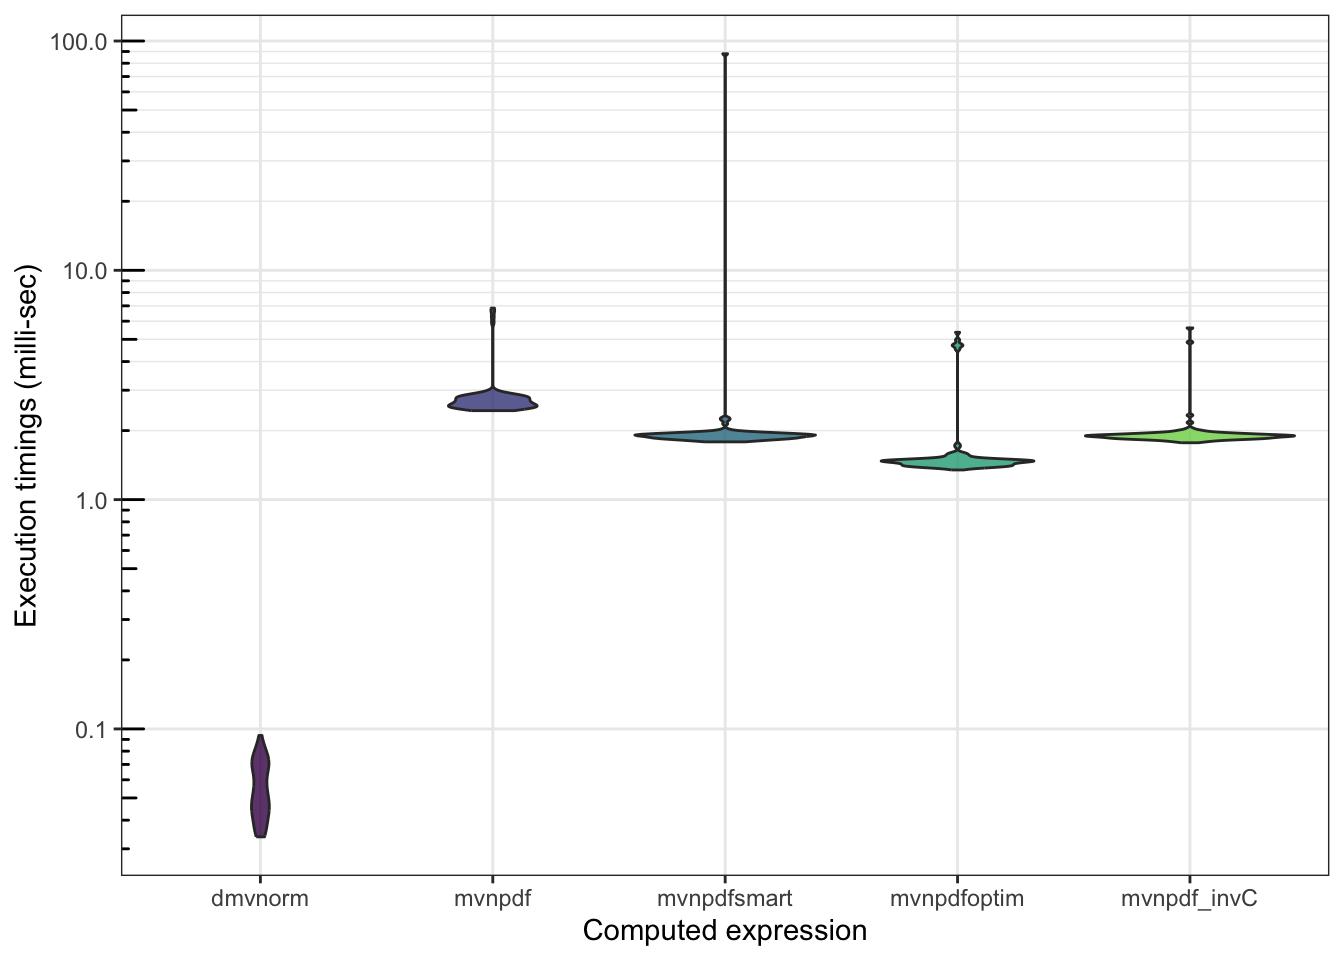 Execution timings (milli-sec)
100.0
10.0
1.0
0.1
dmvnorm mvnpdf mvnpdfsmart mvnpdfoptim mvnpdf_invC
Computed expression